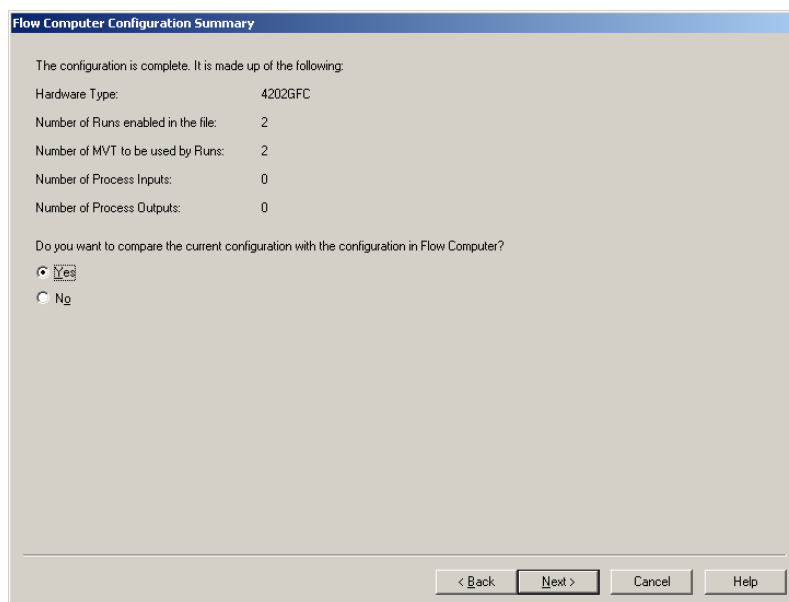 Flow Computer Configuration Summary
The configuration is complete. It is made up of the following:
Hardware Type: 4202GFC
Number of Runs enabled in the file: 2
Number of MVT to be used by Runs: 2
Number of Process Inputs: 0
Number of Process Outputs: 0
Do you want to compare the current configuration with the configuration in Flow Computer?
Yes
No
< Back Next > Cancel Help